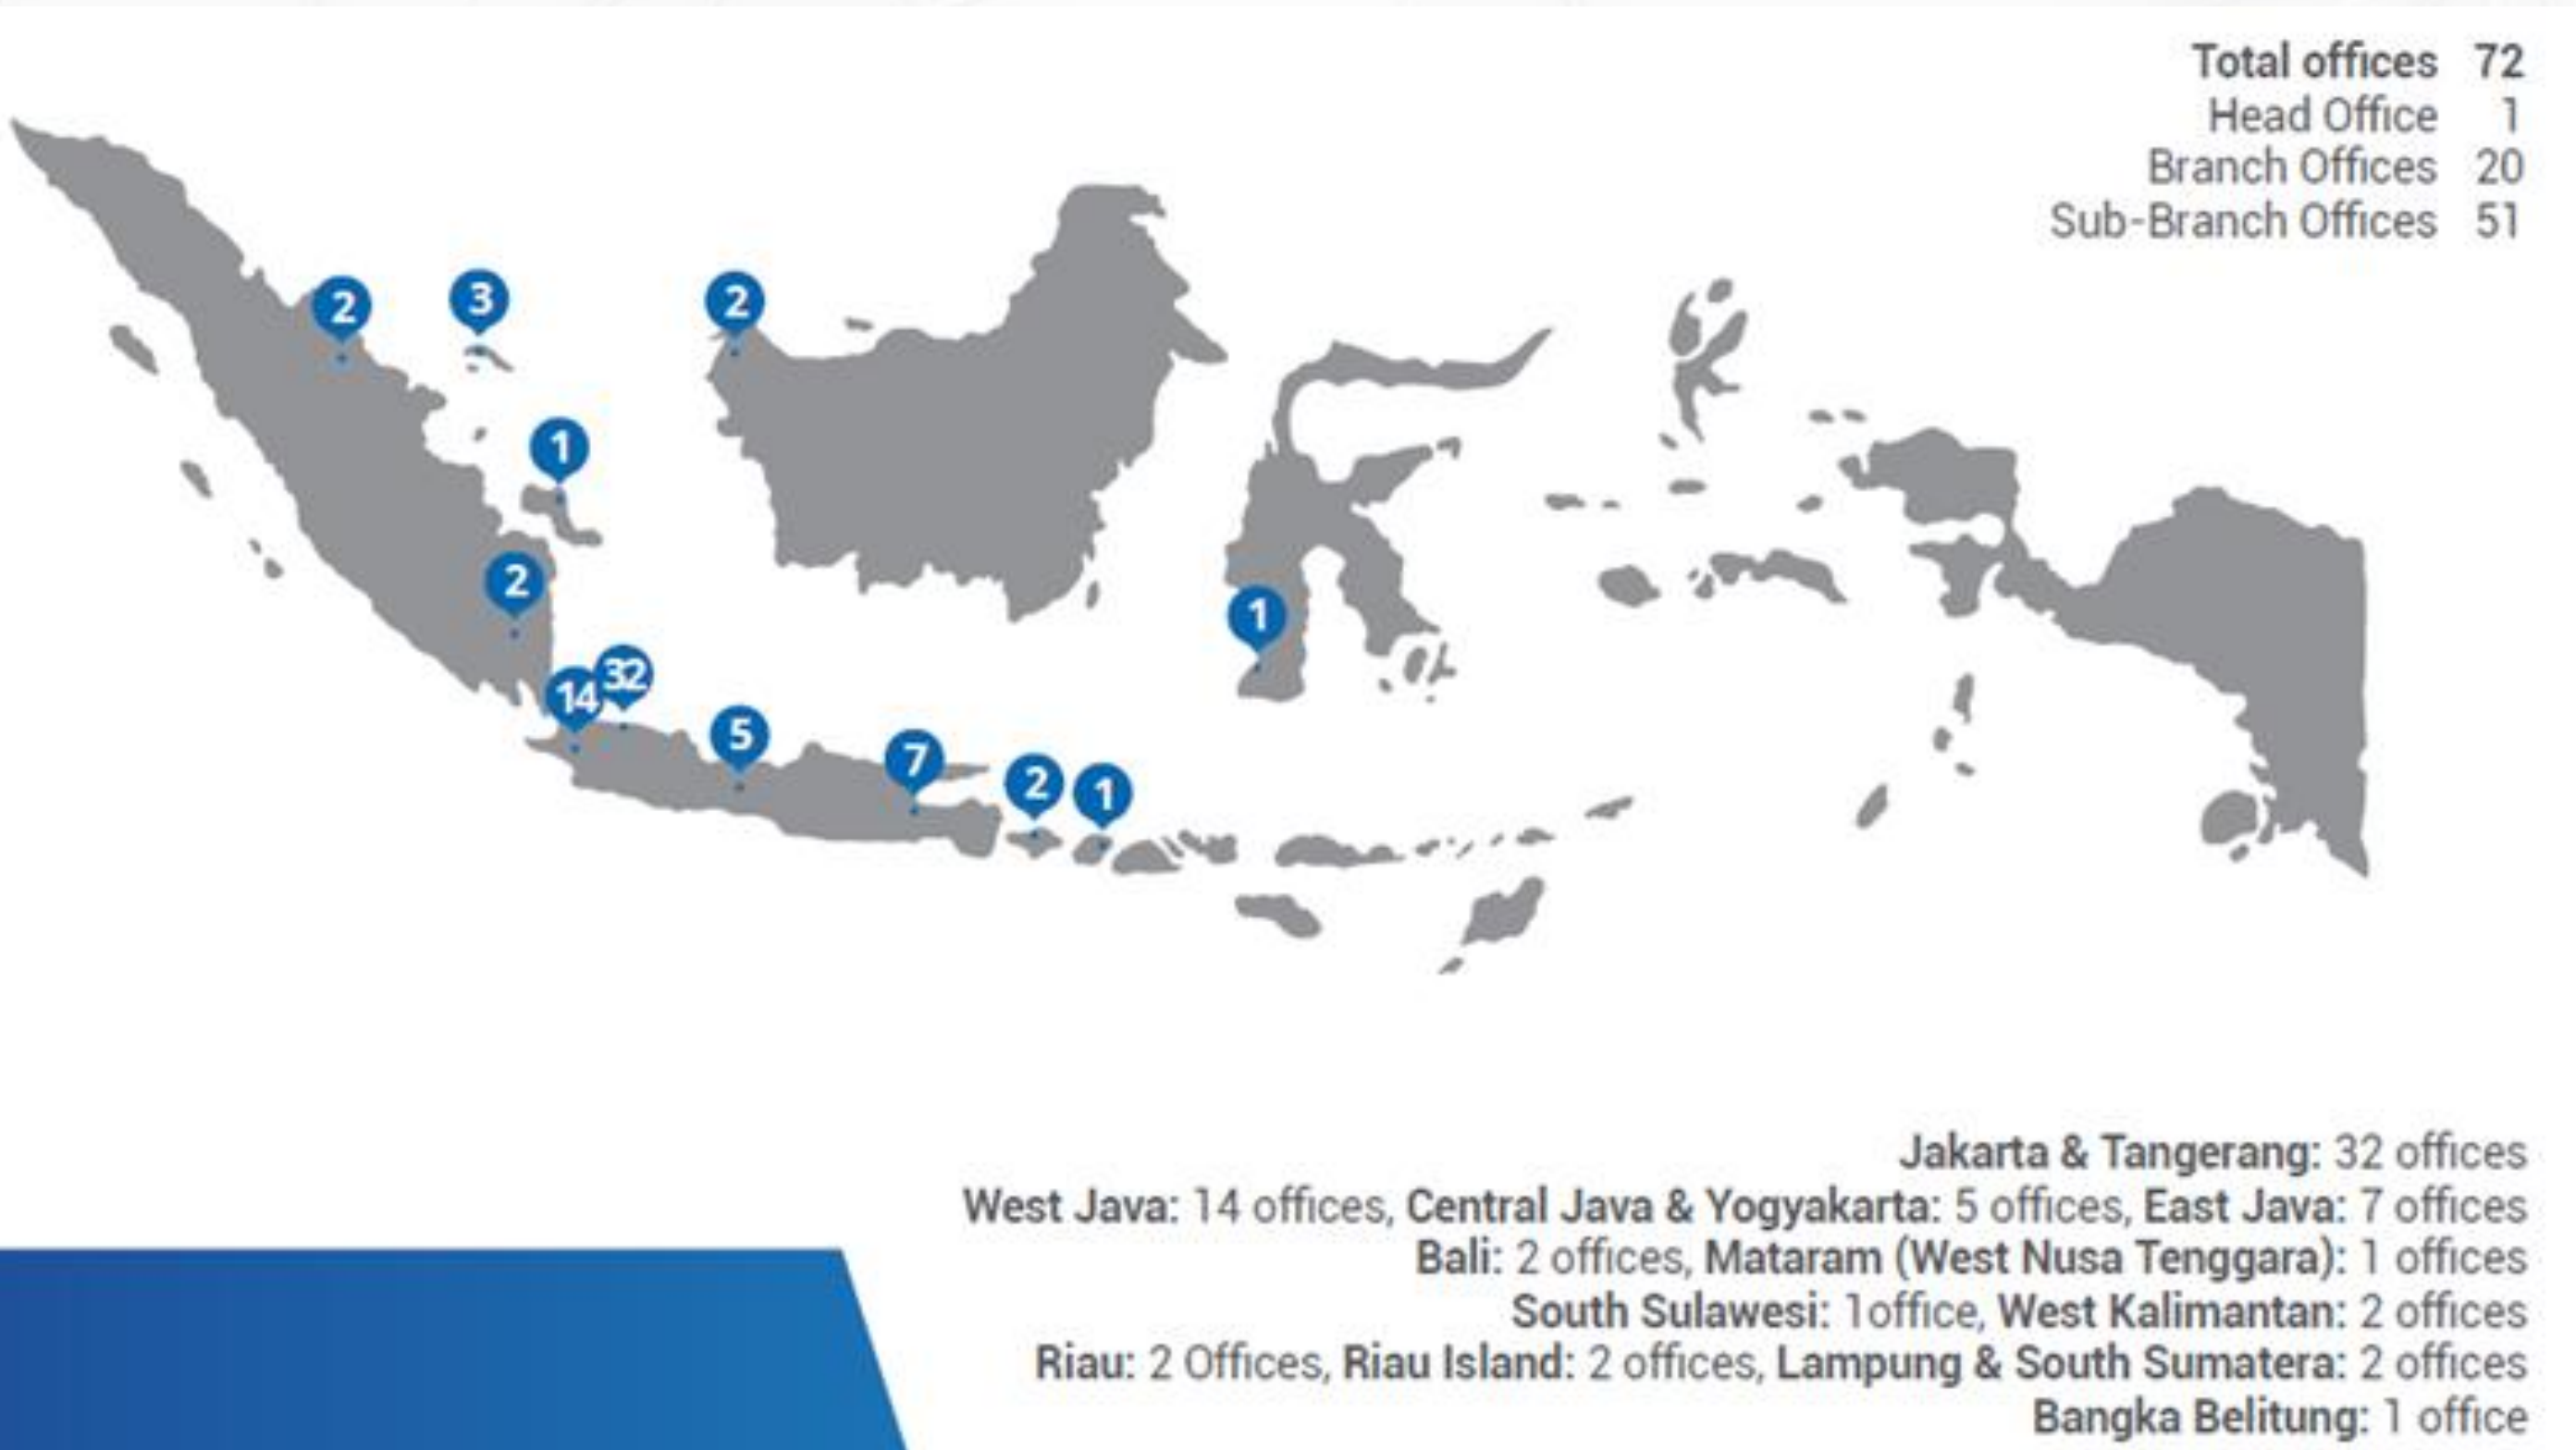 Total offices 72
Head Office 1
Branch Offices 20
Sub-Branch Offices 51
2
3
2
1
2
1
14
32
5
7
2
1
Jakarta & Tangerang: 32 offices
West Java: 14 offices, Central Java & Yogyakarta: 5 offices, East Java: 7 offices
Bali: 2 offices, Mataram (West Nusa Tenggara): 1 offices
South Sulawesi: 1office, West Kalimantan: 2 offices
Riau: 2 Offices, Riau Island: 2 offices, Lampung & South Sumatera: 2 offices
Bangka Belitung: 1 office